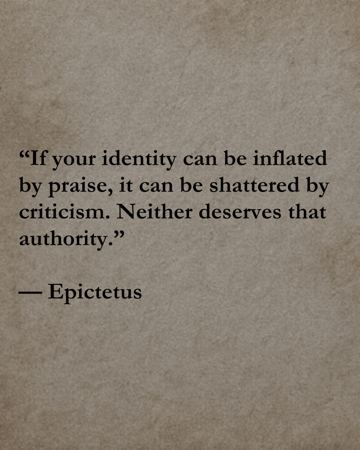 “If your identity can be inflated
by praise, it can be shattered by
criticism. Neither deserves that
authority.”
— Epictetus